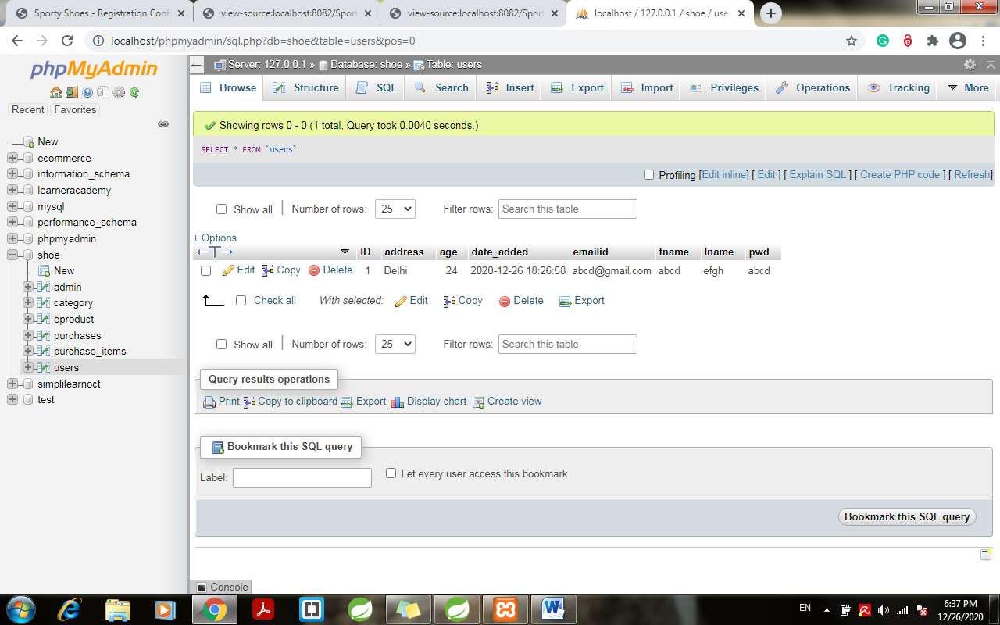 Sporty Shoes - Registration Conf
view-source:localhost:8082/Sport
view-source:localhost:8082/Sport
localhost / 127.0.0.1 / shoe / use
localhost/phpmyadmin/sql.php?db=shoe&table=users&pos=0
phpMyAdmin
Recent Favorites
New
ecommerce
information_schema
learneracademy
mysql
performance_schema
phpmyadmin
shoe
New
admin
category
eproduct
purchases
purchase_items
users
simplilearnoct
test
Server: 127.0.0.1 » Database: shoe » Table: users
Browse Structure SQL Search Insert Export Import Privileges Operations Tracking More
Showing rows 0 - 0 (1 total, Query took 0.0040 seconds.)
SELECT * FROM `users`
Profiling [Edit inline] [ Edit ] [ Explain SQL ] [ Create PHP code ] [ Refresh]
Show all Number of rows: 25 Filter rows: Search this table
+ Options
ID address age date_added emailid fname lname pwd
Edit Copy Delete 1 Delhi 24 2020-12-26 18:26:58 abcd@gmail.com abcd efgh abcd
Check all With selected: Edit Copy Delete Export
Show all Number of rows: 25 Filter rows: Search this table
Query results operations
Print Copy to clipboard Export Display chart Create view
Bookmark this SQL query
Label: Let every user access this bookmark
Bookmark this SQL query
Console
EN
6:37 PM
12/26/2020